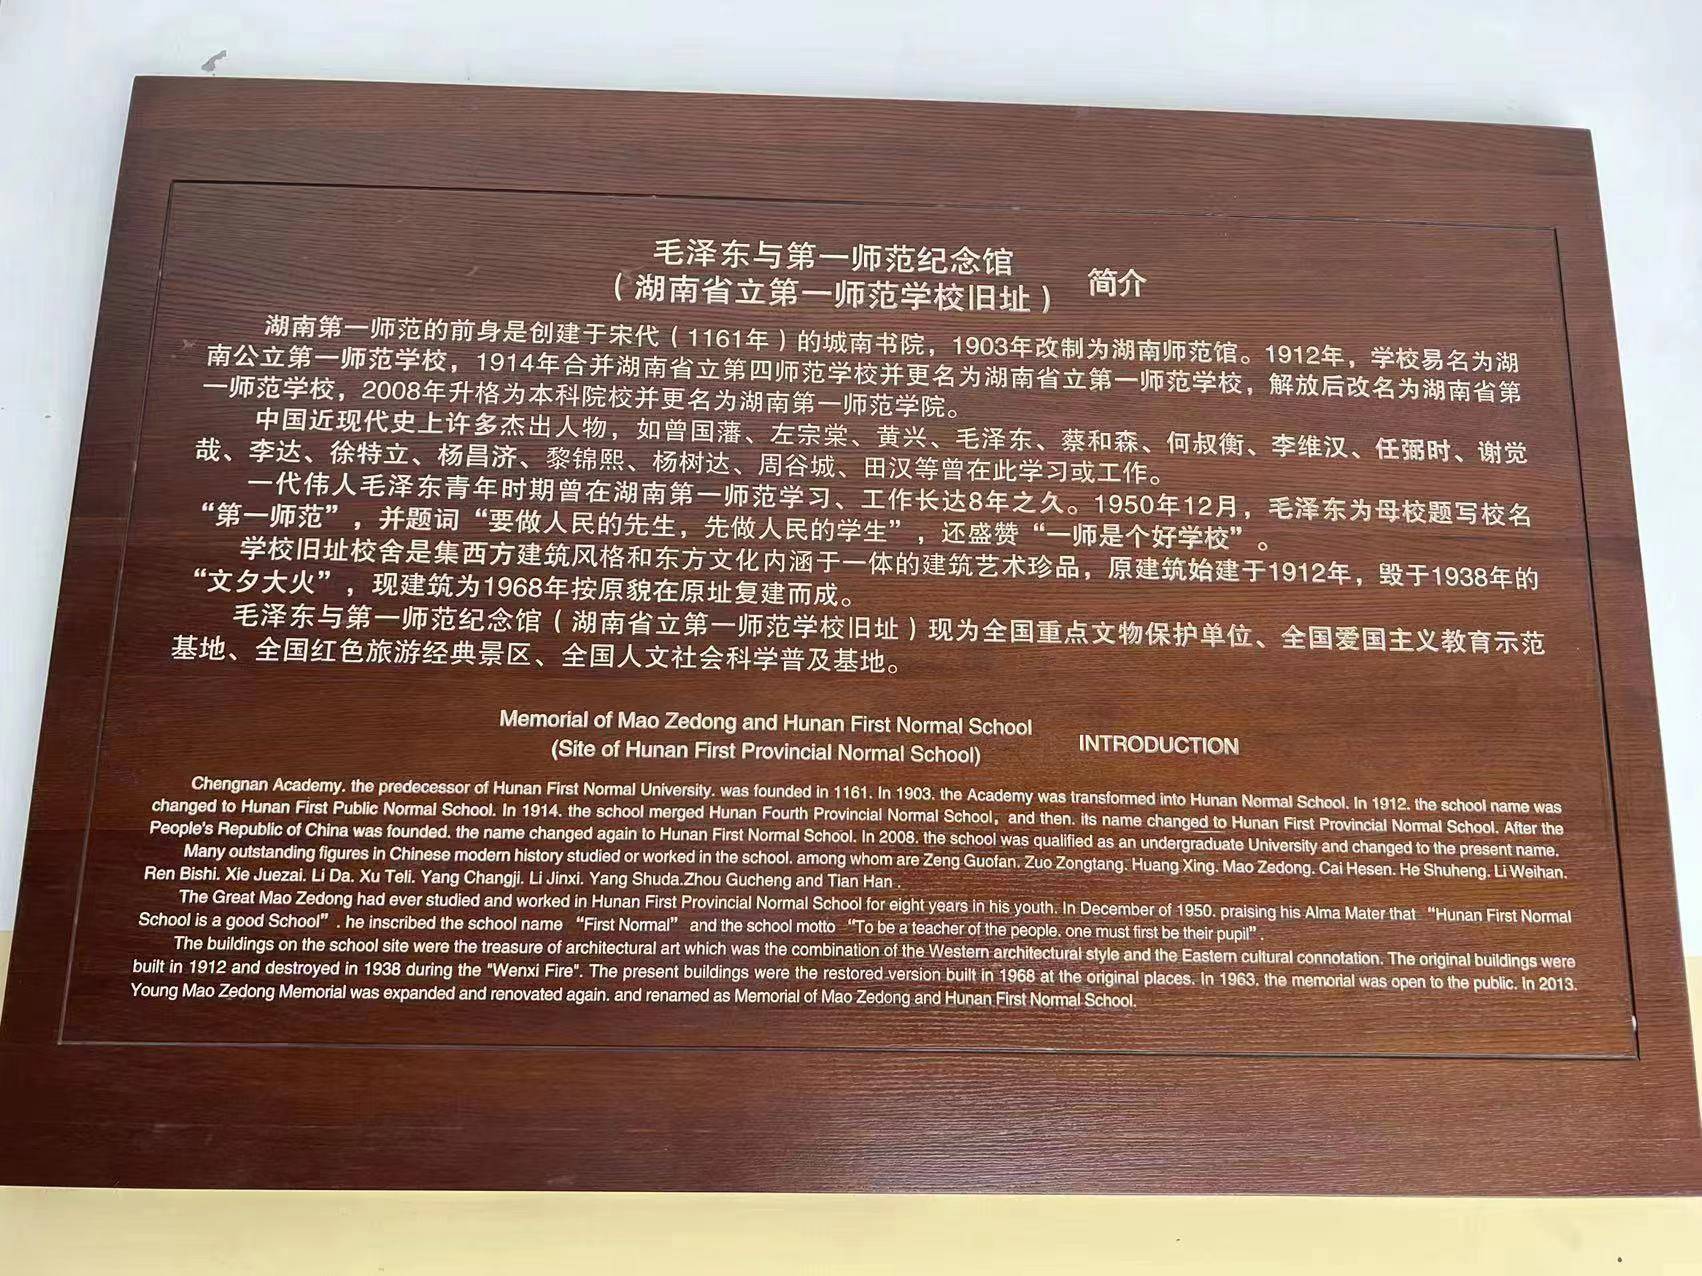 毛泽东与第一师范纪念馆
（湖南省立第一师范学校旧址） 简介
湖南第一师范的前身是创建于宋代（1161年）的城南书院，1903年改制为湖南师范馆。1912年，学校易名为湖
南公立第一师范学校，1914年合并湖南省立第四师范学校并更名为湖南省立第一师范学校，解放后改名为湖南省第
一师范学校，2008年升格为本科院校并更名为湖南第一师范学院。
中国近现代史上许多杰出人物，如曾国藩、左宗棠、黄兴、毛泽东、蔡和森、何叔衡、李维汉、任弼时、谢觉
哉、李达、徐特立、杨昌济、黎锦熙、杨树达、周谷城、田汉等曾在此学习或工作。
一代伟人毛泽东青年时期曾在湖南第一师范学习、工作长达8年之久。1950年12月，毛泽东为母校题写校名
“第一师范”，并题词“要做人民的先生，先做人民的学生”，还盛赞“一师是个好学校”。
学校旧址校舍是集西方建筑风格和东方文化内涵于一体的建筑艺术珍品，原建筑始建于1912年，毁于1938年的
“文夕大火”，现建筑为1968年按原貌在原址复建而成。
毛泽东与第一师范纪念馆（湖南省立第一师范学校旧址）现为全国重点文物保护单位、全国爱国主义教育示范
基地、全国红色旅游经典景区、全国人文社会科学普及基地。
Memorial of Mao Zedong and Hunan First Normal School
(Site of Hunan First Provincial Normal School) INTRODUCTION
Chengnan Academy. the predecessor of Hunan First Normal University. was founded in 1161. In 1903. the Academy was transformed into Hunan Normal School. In 1912. the school name was
changed to Hunan First Public Normal School. In 1914. the school merged Hunan Fourth Provincial Normal School, and then. its name changed to Hunan First Provincial Normal School. After the
People's Republic of China was founded. the name changed again to Hunan First Normal School. In 2008. the school was qualified as an undergraduate University and changed to the present name.
Many outstanding figures in Chinese modern history studied or worked in the school. among whom are Zeng Guofan. Zuo Zongtang. Huang Xing. Mao Zedong. Cai Hesen. He Shuheng. Li Weihan.
Ren Bishi. Xie Juezai. Li Da. Xu Teli. Yang Changji. Li Jinxi. Yang Shuda.Zhou Gucheng and Tian Han .
The Great Mao Zedong had ever studied and worked in Hunan First Provincial Normal School for eight years in his youth. In December of 1950. praising his Alma Mater that “Hunan First Normal
School is a good School”. he inscribed the school name “First Normal” and the school motto “To be a teacher of the people. one must first be their pupil”.
The buildings on the school site were the treasure of architectural art which was the combination of the Western architectural style and the Eastern cultural connotation. The original buildings were
built in 1912 and destroyed in 1938 during the "Wenxi Fire". The present buildings were the restored version built in 1968 at the original places. In 1963. the memorial was open to the public. In 2013.
Young Mao Zedong Memorial was expanded and renovated again. and renamed as Memorial of Mao Zedong and Hunan First Normal School.